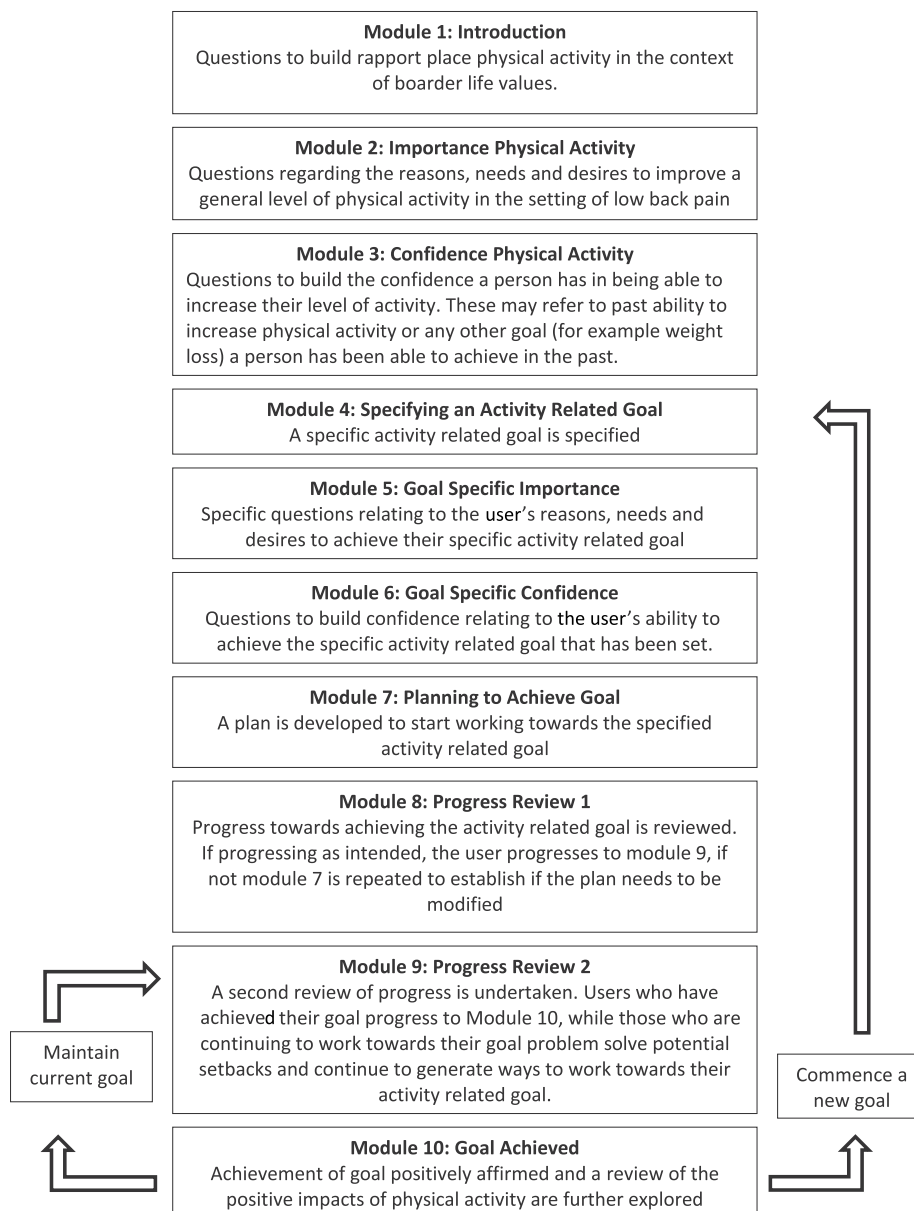 Module 1: Introduction
Questions to build rapport place physical activity in the context
of boarder life values.
Module 2: Importance Physical Activity
Questions regarding the reasons, needs and desires to improve a
general level of physical activity in the setting of low back pain
Module 3: Confidence Physical Activity
Questions to build the confidence a person has in being able to
increase their level of activity. These may refer to past ability to
increase physical activity or any other goal (for example weight
loss) a person has been able to achieve in the past.
Module 4: Specifying an Activity Related Goal
A specific activity related goal is specified
Module 5: Goal Specific Importance
Specific questions relating to the user's reasons, needs and
desires to achieve their specific activity related goal
Module 6: Goal Specific Confidence
Questions to build confidence relating to the user's ability to
achieve the specific activity related goal that has been set.
Module 7: Planning to Achieve Goal
A plan is developed to start working towards the specified
activity related goal
Module 8: Progress Review 1
Progress towards achieving the activity related goal is reviewed.
If progressing as intended, the user progresses to module 9, if
not module 7 is repeated to establish if the plan needs to be
modified
Module 9: Progress Review 2
A second review of progress is undertaken. Users who have
achieved their goal progress to Module 10, while those who are
continuing to work towards their goal problem solve potential
setbacks and continue to generate ways to work towards their
activity related goal.
Maintain
current goal
Commence a
new goal
Module 10: Goal Achieved
Achievement of goal positively affirmed and a review of the
positive impacts of physical activity are further explored